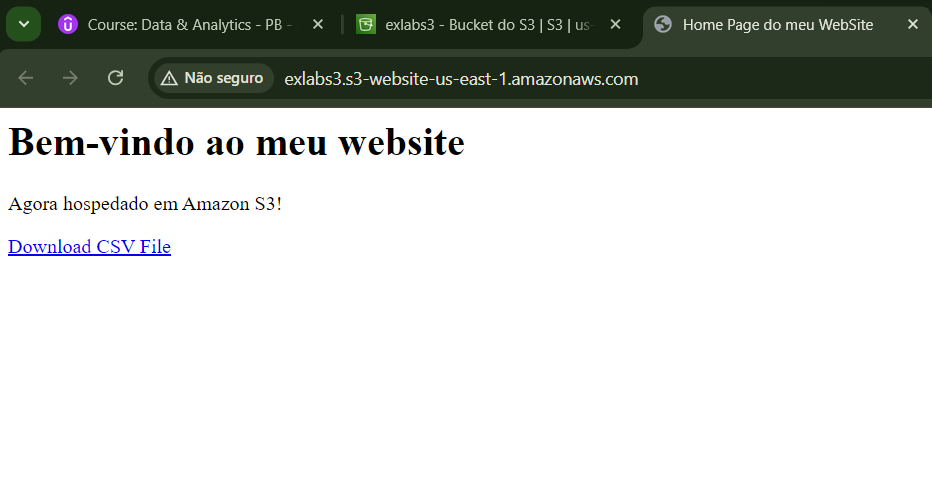 Course: Data & Analytics - PB -
exlabs3 - Bucket do S3 | S3 | us-
Home Page do meu WebSite
Não seguro
exlabs3.s3-website-us-east-1.amazonaws.com
Bem-vindo ao meu website
Agora hospedado em Amazon S3!
Download CSV File